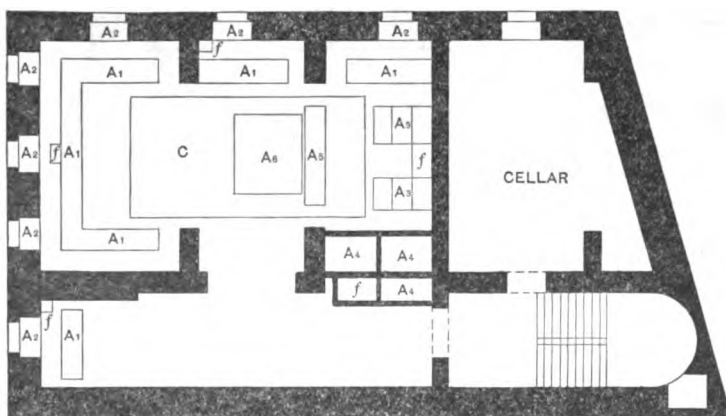 A2 A2 A2
f
A2 A1 A1 A1
A3
f A1 C A6 A5 f
A2
CELLAR
A3
A2 A1
A4 A4
f A4
f
A2 A1